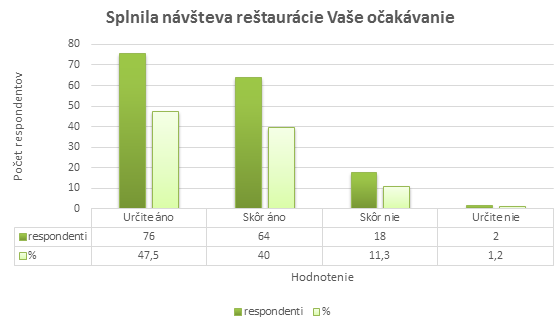 Splnila návšteva reštaurácie Vaše očakávanie
80
70
60
50
40
30
20
10
0
Počet respondentov
Určite áno Skôr áno Skôr nie Určite nie
respondenti 76 64 18 2
% 47,5 40 11,3 1,2
Hodnotenie
respondenti %